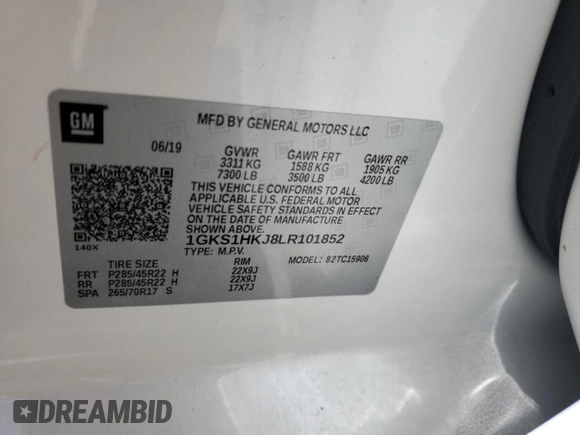 GM
MFD BY GENERAL MOTORS LLC
06/19 GVWR GAWR FRT GAWR RR
3311 KG 1588 KG 1905 KG
7300 LB 3500 LB 4200 LB
THIS VEHICLE CONFORMS TO ALL
APPLICABLE U.S. FEDERAL MOTOR
VEHICLE SAFETY STANDARDS IN EFFECT
ON THE DATE OF MANUFACTURE
SHOWN ABOVE.
1GKS1HKJ8LR101852
TYPE: M.P.V. MODEL: 82TC15906
140X
TIRE SIZE RIM
FRT P285/45R22 H 22X9J
RR P285/45R22 H 22X9J
SPA 265/70R17 S 17X7J
DREAMBID